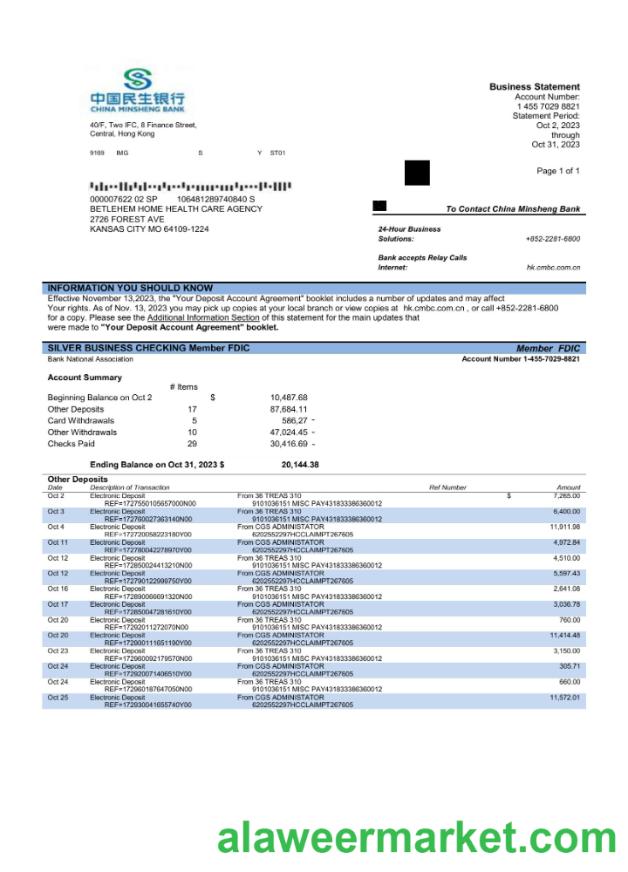 中国民生银行
CHINA MINSHENG BANK
40/F, Two IFC, 8 Finance Street,
Central, Hong Kong
9169 IMG S Y ST01
Business Statement
Account Number:
1 455 7029 8821
Statement Period:
Oct 2, 2023
through
Oct 31, 2023
Page 1 of 1
000007622 02 SP 106481289740840 S
BETLEHEM HOME HEALTH CARE AGENCY
2726 FOREST AVE
KANSAS CITY MO 64109-1224
To Contact China Minsheng Bank
24-Hour Business
Solutions: +852-2281-6800
Bank accepts Relay Calls
Internet: hk.cmbc.com.cn
INFORMATION YOU SHOULD KNOW
Effective November 13,2023, the "Your Deposit Account Agreement" booklet includes a number of updates and may affect
Your rights. As of Nov. 13, 2023 you may pick up copies at your local branch or view copies at hk.cmbc.com.cn , or call +852-2281-6800
for a copy. Please see the Additional Information Section of this statement for the main updates that
were made to "Your Deposit Account Agreement" booklet.
SILVER BUSINESS CHECKING Member FDIC Member FDIC
Bank National Association Account Number 1-455-7029-8821
Account Summary
# Items
Beginning Balance on Oct 2 $ 10,487.68
Other Deposits 17 87,684.11
Card Withdrawals 5 586,27 -
Other Withdrawals 10 47,024.45 -
Checks Paid 29 30,416.69 -
Ending Balance on Oct 31, 2023 $ 20,144.38
Other Deposits
Date Description of Transaction Ref Number Amount
Oct 2 Electronic Deposit From 36 TREAS 310 $ 7,265.00
REF=1727550105657000N00 9101036151 MISC PAY431833386360012
Oct 3 Electronic Deposit From 36 TREAS 310 6,400.00
REF=172760027363140N00 9101036151 MISC PAY431833386360012
Oct 4 Electronic Deposit From CGS ADMINISTATOR 11,911.98
REF=172720058223180Y00 6202552297HCCLAIMPT267605
Oct 11 Electronic Deposit From CGS ADMINISTATOR 4,972.84
REF=172780042278970Y00 6202552297HCCLAIMPT267605
Oct 12 Electronic Deposit From 36 TREAS 310 4,510.00
REF=172850024413210N00 9101036151 MISC PAY431833386360012
Oct 12 Electronic Deposit From CGS ADMINISTATOR 5,597.43
REF=172790122999750Y00 6202552297HCCLAIMPT267605
Oct 16 Electronic Deposit From 36 TREAS 310 2,641.08
REF=172890066691320N00 9101036151 MISC PAY431833386360012
Oct 17 Electronic Deposit From CGS ADMINISTATOR 3,036.78
REF=172850047281610Y00 6202552297HCCLAIMPT267605
Oct 20 Electronic Deposit From 36 TREAS 310 760.00
REF=17292011272070N00 9101036151 MISC PAY431833386360012
Oct 20 Electronic Deposit From CGS ADMINISTATOR 11,414.48
REF=172900111651190Y00 6202552297HCCLAIMPT267605
Oct 23 Electronic Deposit From 36 TREAS 310 3,150.00
REF=172960092179570N00 9101036151 MISC PAY431833386360012
Oct 24 Electronic Deposit From CGS ADMINISTATOR 305.71
REF=172920071406510Y00 6202552297HCCLAIMPT267605
Oct 24 Electronic Deposit From 36 TREAS 310 660.00
REF=172960187647050N00 9101036151 MISC PAY431833386360012
Oct 25 Electronic Deposit From CGS ADMINISTATOR 11,572.01
REF=172930041655740Y00 6202552297HCCLAIMPT267605
alaweermarket.com